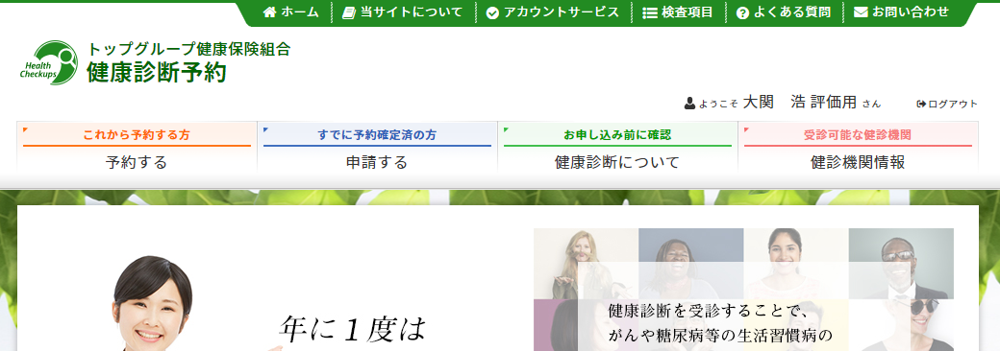 ホーム 当サイトについて アカウントサービス 検査項目 よくある質問 お問い合わせ
Health
Checkups
トップグループ健康保険組合
健康診断予約
ようこそ 大関 浩 評価用 さん ログアウト
これから予約する方 すでに予約確定済の方 お申し込み前に確認 受診可能な健診機関
予約する 申請する 健康診断について 健診機関情報
年に1度は
健康診断を受診することで、
がんや糖尿病等の生活習慣病の